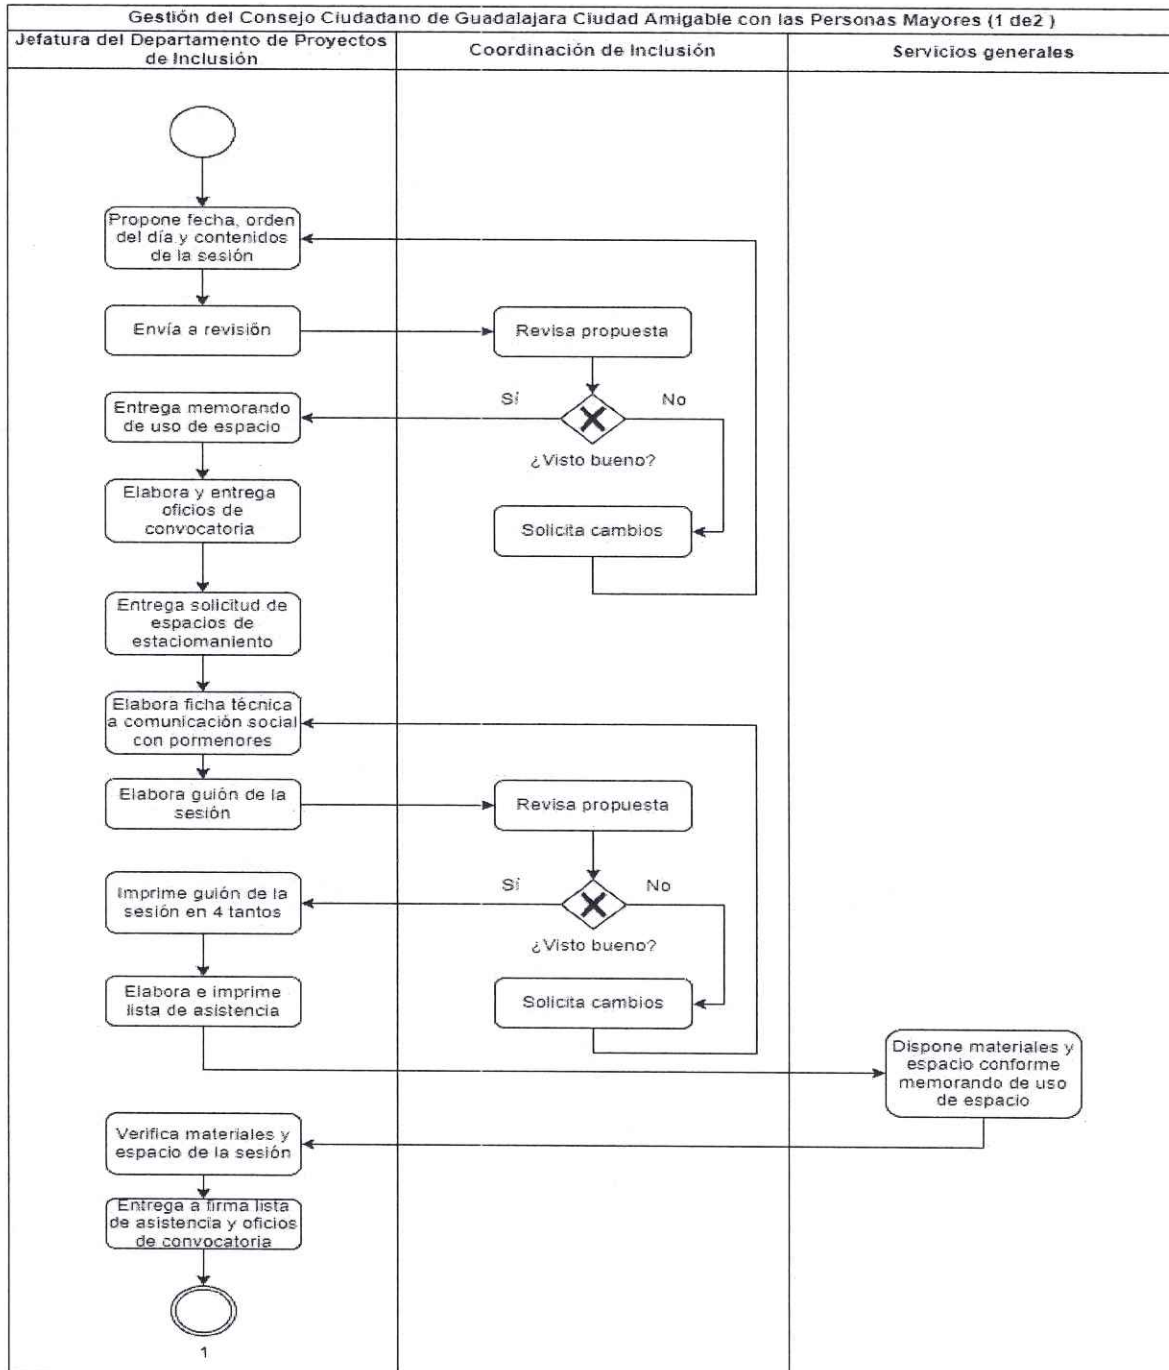 Gestión del Consejo Ciudadano de Guadalajara Ciudad Amigable con las Personas Mayores (1 de2 )
Jefatura del Departamento de Proyectos
de Inclusión
Coordinación de Inclusión
Servicios generales
Propone fecha, orden
del día y contenidos
de la sesión
Envía a revisión
Revisa propuesta
Sí
No
¿Visto bueno?
Entrega memorando
de uso de espacio
Elabora y entrega
oficios de
convocatoria
Solicita cambios
Entrega solicitud de
espacios de
estaciomaniento
Elabora ficha técnica
a comunicación social
con pormenores
Elabora guión de la
sesión
Revisa propuesta
Sí
No
¿Visto bueno?
Imprime guión de la
sesión en 4 tantos
Elabora e imprime
lista de asistencia
Solicita cambios
Dispone materiales y
espacio conforme
memorando de uso
de espacio
Verifica materiales y
espacio de la sesión
Entrega a firma lista
de asistencia y oficios
de convocatoria
1